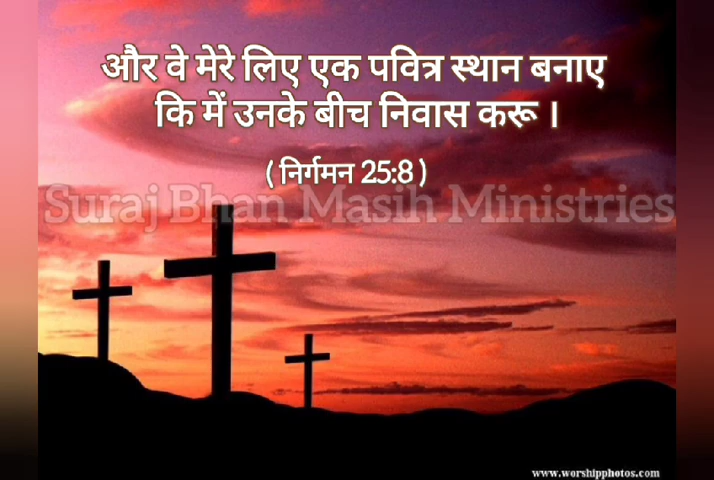 और वे मेरे लिए एक पवित्र स्थान बनाए
कि में उनके बीच निवास करू ।
( निर्गमन 25:8 )
Suraj Bhan Masih Ministries
www.worshipphotos.com